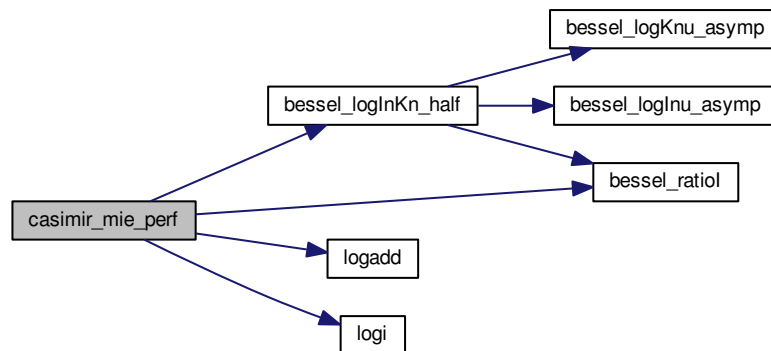 bessel_logKnu_asymp
bessel_logInKn_half
bessel_logInu_asymp
bessel_ratioI
casimir_mie_perf
logadd
logi